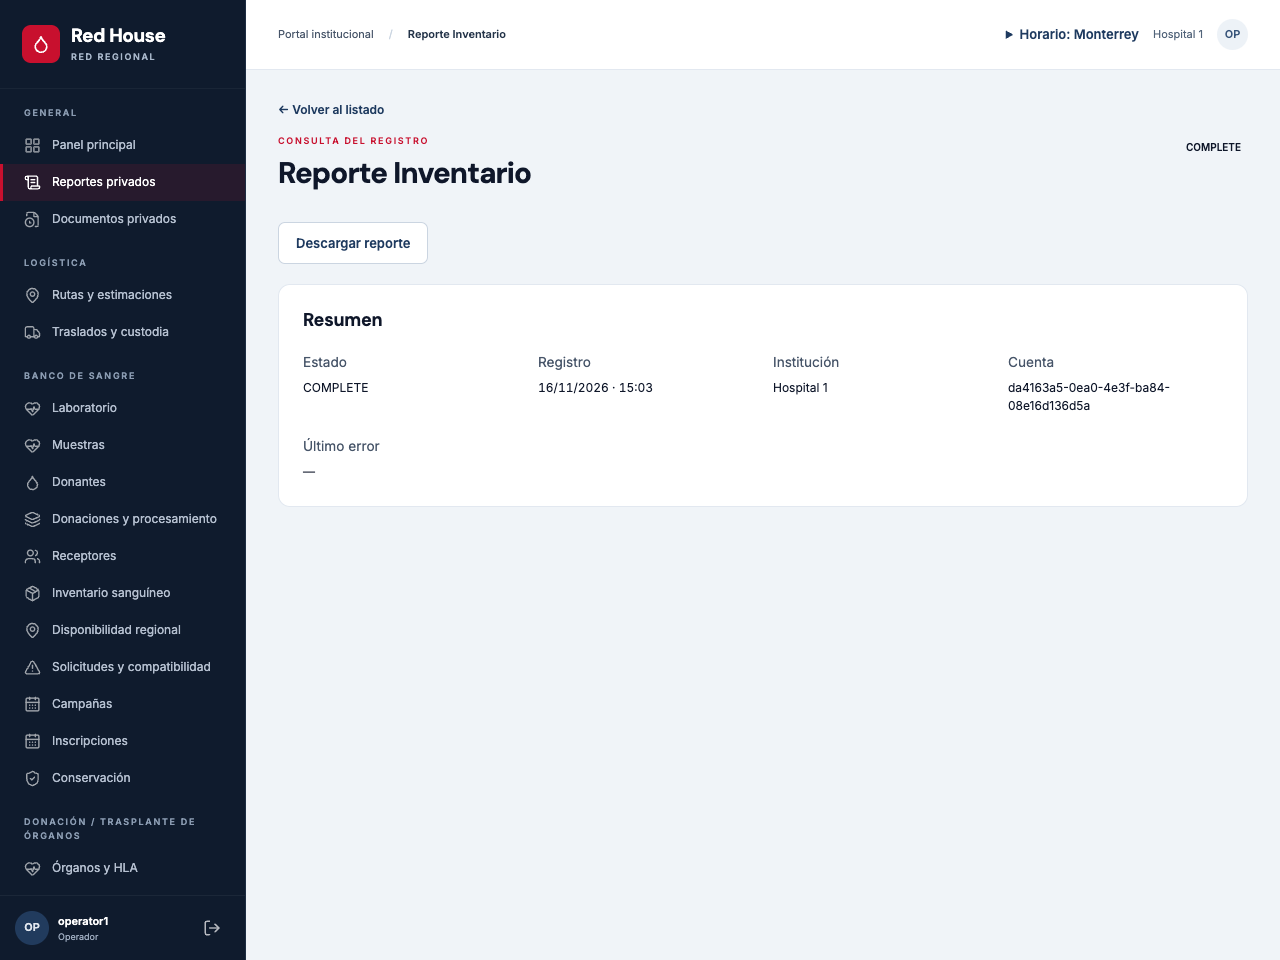 Red House
RED REGIONAL
GENERAL
Panel principal
Reportes privados
Documentos privados
LOGÍSTICA
Rutas y estimaciones
Traslados y custodia
BANCO DE SANGRE
Laboratorio
Muestras
Donantes
Donaciones y procesamiento
Receptores
Inventario sanguíneo
Disponibilidad regional
Solicitudes y compatibilidad
Campañas
Inscripciones
Conservación
DONACIÓN / TRASPLANTE DE
ÓRGANOS
Órganos y HLA
OP
operator1
Operador
Portal institucional / Reporte Inventario
▶ Horario: Monterrey Hospital 1 OP
← Volver al listado
CONSULTA DEL REGISTRO
Reporte Inventario
COMPLETE
Descargar reporte
Resumen
Estado Registro Institución Cuenta
COMPLETE 16/11/2026 · 15:03 Hospital 1 da4163a5-0ea0-4e3f-ba84-
08e16d136d5a
Último error
—